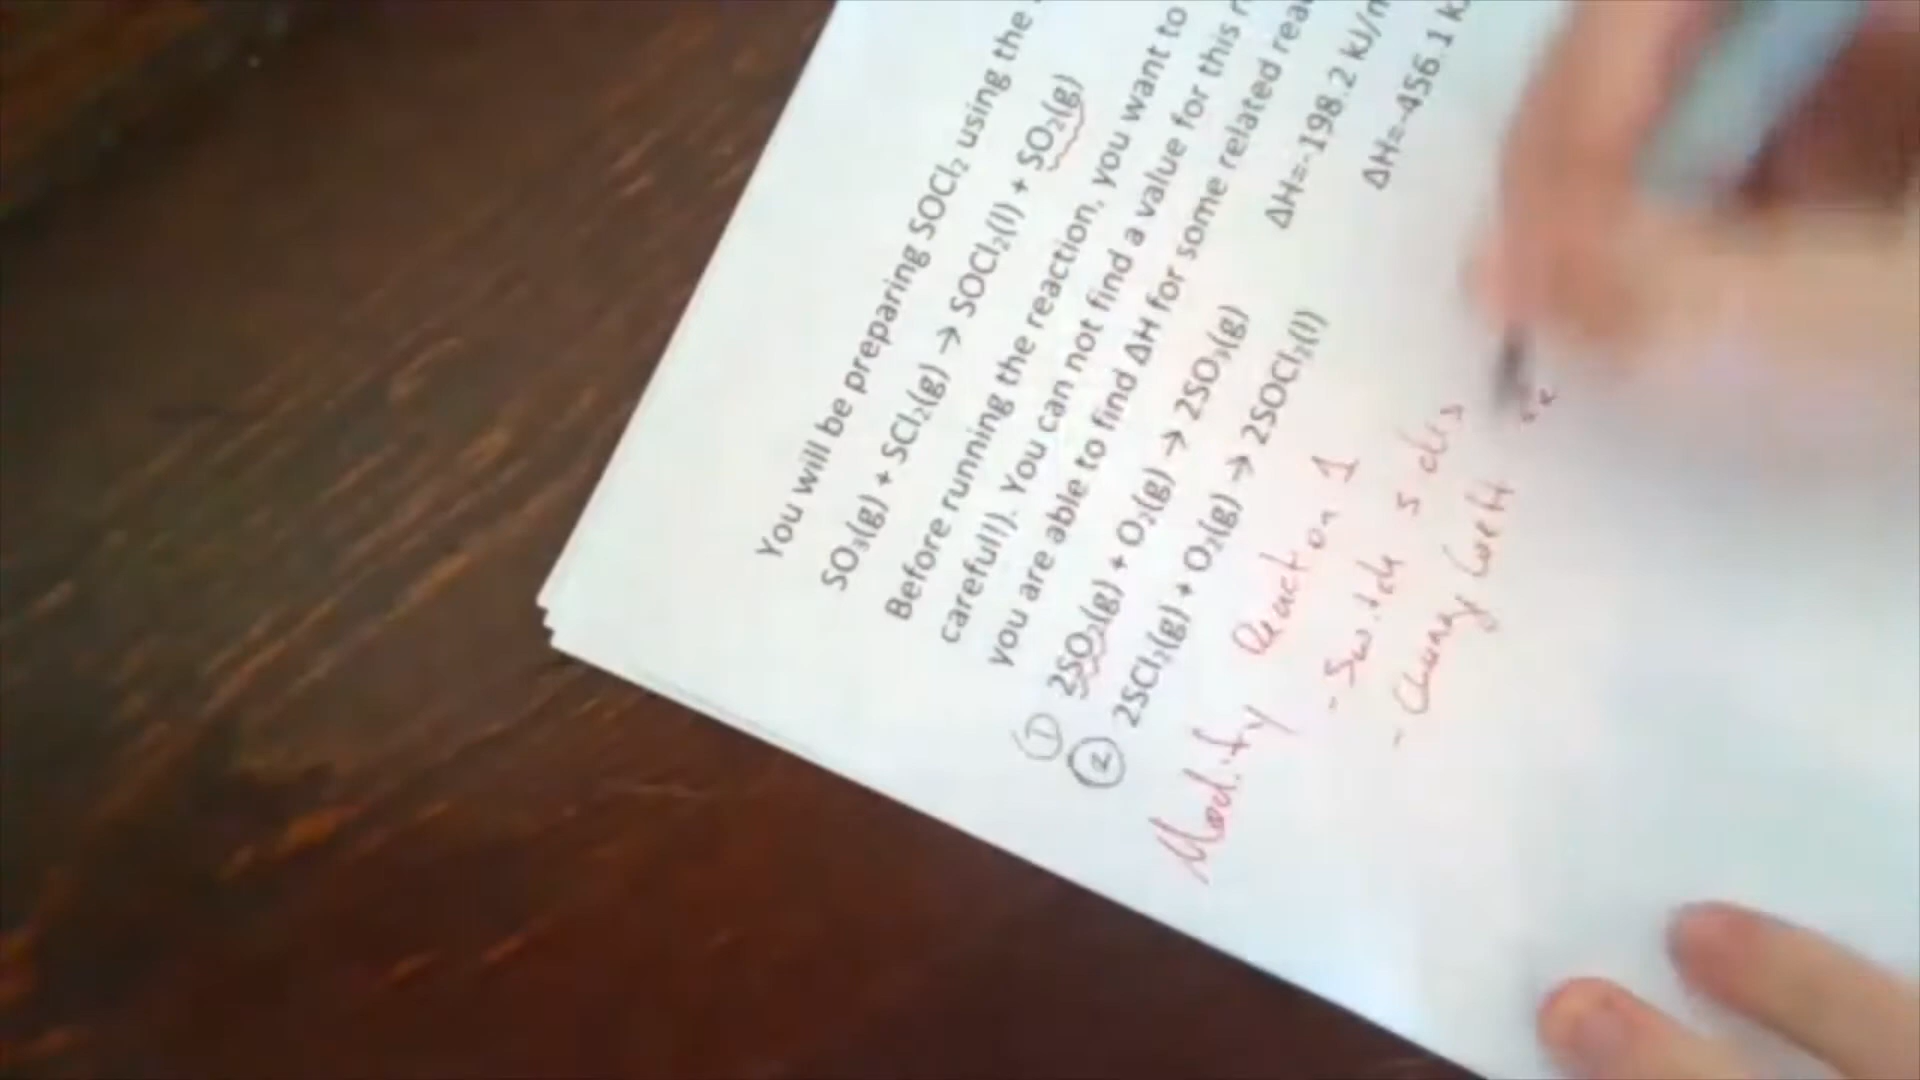 You will be preparing SOCl₂ using the
SO₃(g) + SCl₂(g) → SOCl₂(l) + SO₂(g)
Before running the reaction, you want to
careful!). You can not find a value for this
you are able to find ΔH for some related
① 2SO₂(g) + O₂(g) → 2SO₃(g) ΔH=-198.2
② 2SCl₂(g) + O₂(g) → 2SOCl₂(l) ΔH=-456.1
Modify Reaction 1
- Switch sides
- Change Coeff